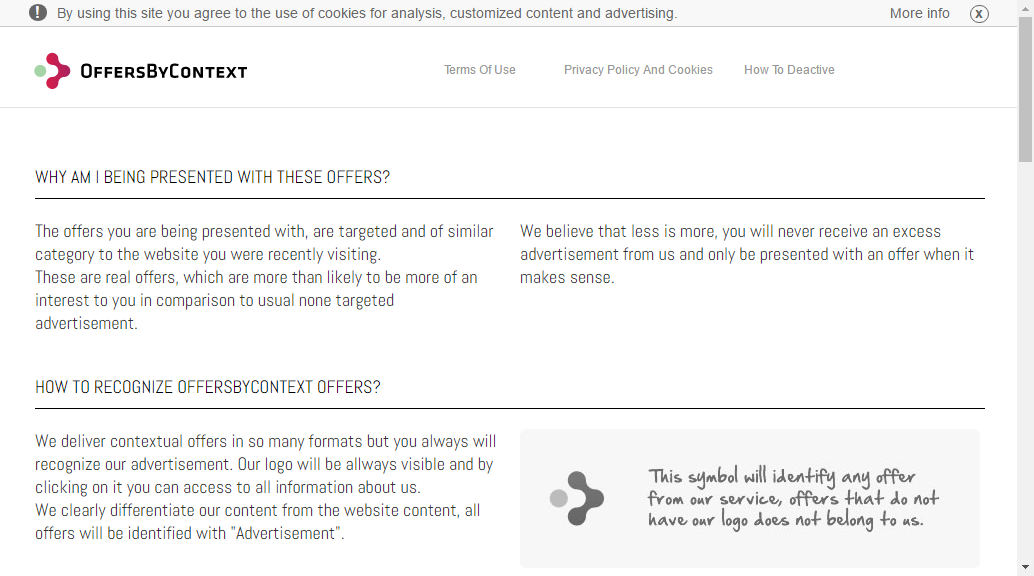 By using this site you agree to the use of cookies for analysis, customized content and advertising.
More info
OffersByContext
Terms Of Use
Privacy Policy And Cookies
How To Deactive
WHY AM I BEING PRESENTED WITH THESE OFFERS?
The offers you are being presented with, are targeted and of similar
category to the website you were recently visiting.
These are real offers, which are more than likely to be more of an
interest to you in comparison to usual none targeted
advertisement.
We believe that less is more, you will never receive an excess
advertisement from us and only be presented with an offer when it
makes sense.
HOW TO RECOGNIZE OFFERSBYCONTEXT OFFERS?
We deliver contextual offers in so many formats but you always will
recognize our advertisement. Our logo will be allways visible and by
clicking on it you can access to all information about us.
We clearly differentiate our content from the website content, all
offers will be identified with "Advertisement".
This symbol will identify any offer
from our service, offers that do not
have our logo does not belong to us.